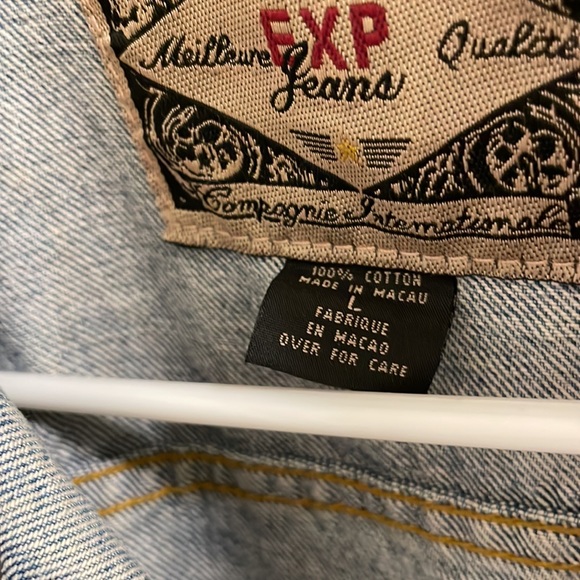 EXP
Meilleure Qualité
Jeans
Compagnie Internationale
100% COTTON
MADE IN MACAU
L
FABRIQUE
EN MACAO
OVER FOR CARE